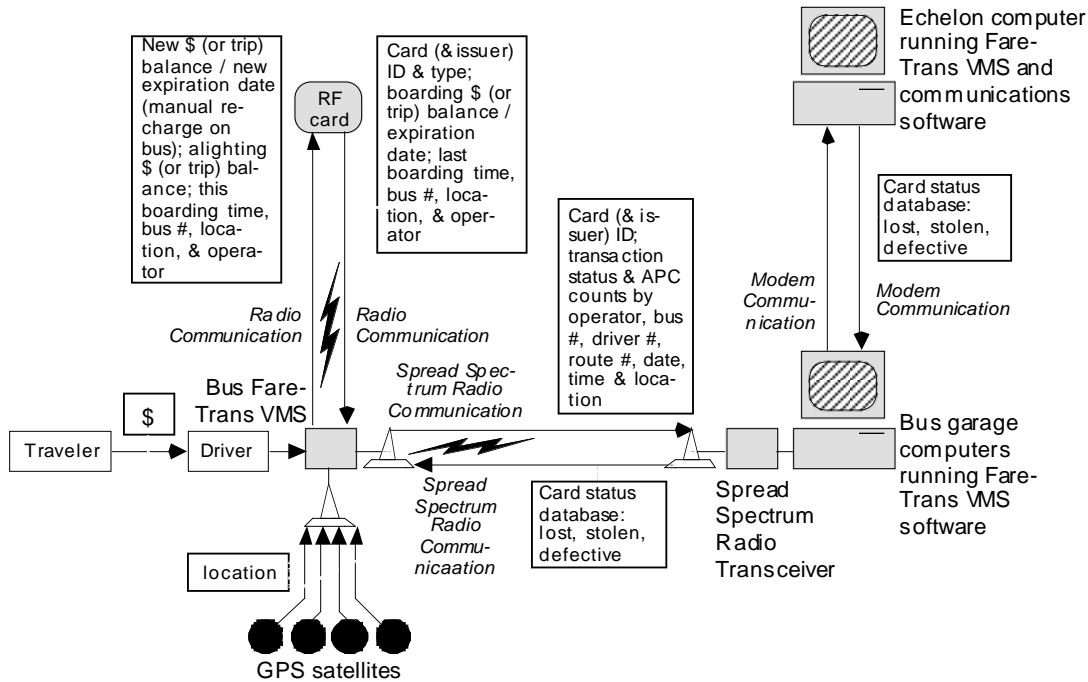 New $ (or trip)
balance / new
expiration date
(manual re-
charge on
bus); alighting
$ (or trip) bal-
ance; this
boarding time,
bus #, loca-
tion, & opera-
tor
RF
card
Card (& issuer)
ID & type;
boarding $ (or
trip) balance /
expiration
date; last
boarding time,
bus #, loca-
tion, & oper-
ator
Echelon computer
running Fare-
Trans VMS and
communications
software
Card (& is-
suer) ID;
transaction
status & APC
counts by
operator, bus
#, driver #,
route #, date,
time & loca-
tion
Card status
database:
lost, stolen,
defective
Modem
Commu-
nication
Modem
Communication
Radio
Communication
Radio
Communication
Bus Fare-
Trans VMS
Spread Spec-
trum Radio
Communication
$
Traveler
Driver
Bus garage
computers
running Fare-
Trans VMS
software
Spread
Spectrum
Radio
Commu-
nicaation
Card status
database:
lost, stolen,
defective
Spread
Spectrum
Radio
Transceiver
location
GPS satellites